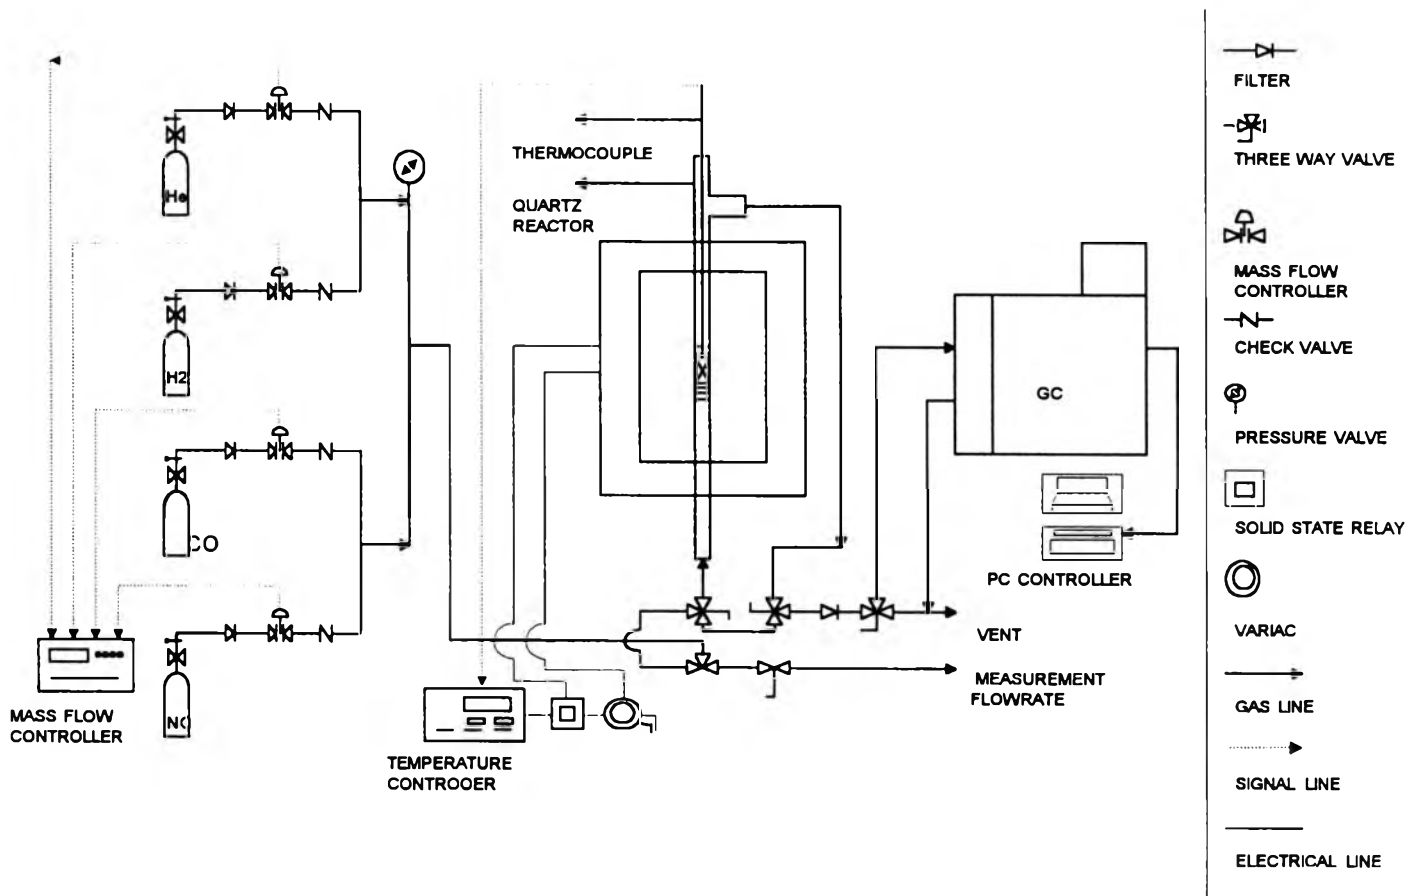 He
H2
CO
NO
MASS FLOW
CONTROLLER
THERMOCOUPLE
QUARTZ
REACTOR
TEMPERATURE
CONTROOER
GC
PC CONTROLLER
VENT
MEASUREMENT
FLOWRATE
FILTER
THREE WAY VALVE
MASS FLOW
CONTROLLER
CHECK VALVE
PRESSURE VALVE
SOLID STATE RELAY
VARIAC
GAS LINE
SIGNAL LINE
ELECTRICAL LINE